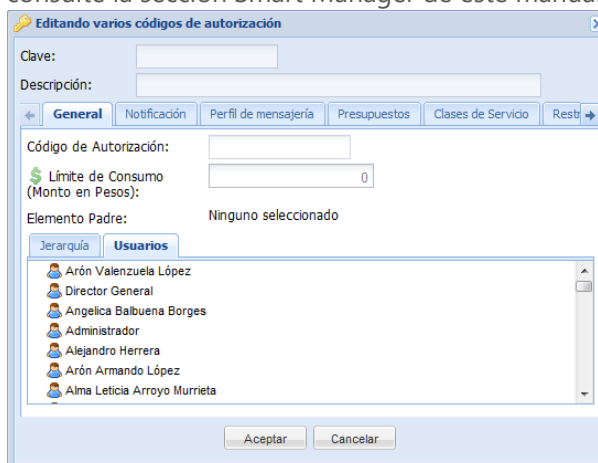 consulte la sección Smart Manager de este manual
Editando varios códigos de autorización
Clave:
Descripción:
General Notificación Perfil de mensajería Presupuestos Clases de Servicio Restr
Código de Autorización:
$ Límite de Consumo 0
(Monto en Pesos):
Elemento Padre: Ninguno seleccionado
Jerarquía Usuarios
Arón Valenzuela López
Director General
Angelica Balbuena Borges
Administrador
Alejandro Herrera
Arón Armando López
Alma Leticia Arroyo Murrieta
Aceptar Cancelar